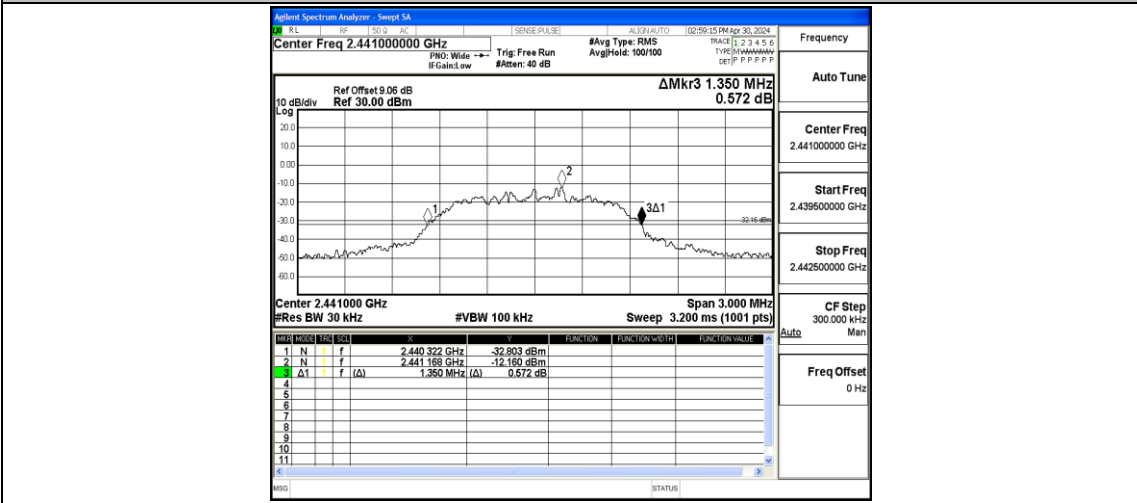 Agilent Spectrum Analyzer - Swept SA
RL RF 50 Ω AC SENSE:PULSE ALIGN AUTO 02:59:15 PM Apr 30, 2024
Center Freq 2.441000000 GHz
PNO: Wide
IFGain:Low
Trig: Free Run
#Atten: 40 dB
#Avg Type: RMS
Avg|Hold: 100/100
TRACE 1 2 3 4 5 6
TYPE
DET P P P P P P
Frequency
Auto Tune
Center Freq
2.441000000 GHz
Start Freq
2.439500000 GHz
Stop Freq
2.442500000 GHz
CF Step
300.000 kHz
Auto Man
Freq Offset
0 Hz
ΔMkr3 1.350 MHz
0.572 dB
Ref Offset 9.06 dB
10 dB/div Ref 30.00 dBm
Log
20.0
10.0
0.00
-10.0
-20.0
-30.0
-40.0
-50.0
-60.0
1
2
3Δ1
Center 2.441000 GHz Span 3.000 MHz
#Res BW 30 kHz #VBW 100 kHz Sweep 3.200 ms (1001 pts)
MKR MODE TRC SCL X Y FUNCTION FUNCTION WIDTH FUNCTION VALUE
1 N 1 f 2.440 322 GHz -32.803 dBm
2 N 1 f 2.441 168 GHz -12.160 dBm
3 Δ1 1 f (Δ) 1.350 MHz (Δ) 0.572 dB
4
5
6
7
8
9
10
11
MSG STATUS